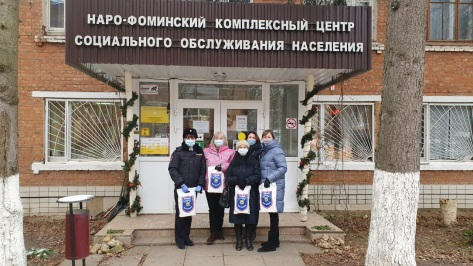 НАРО-ФОМИНСКИЙ КОМПЛЕКСНЫЙ ЦЕНТР
СОЦИАЛЬНОГО ОБСЛУЖИВАНИЯ НАСЕЛЕНИЯ